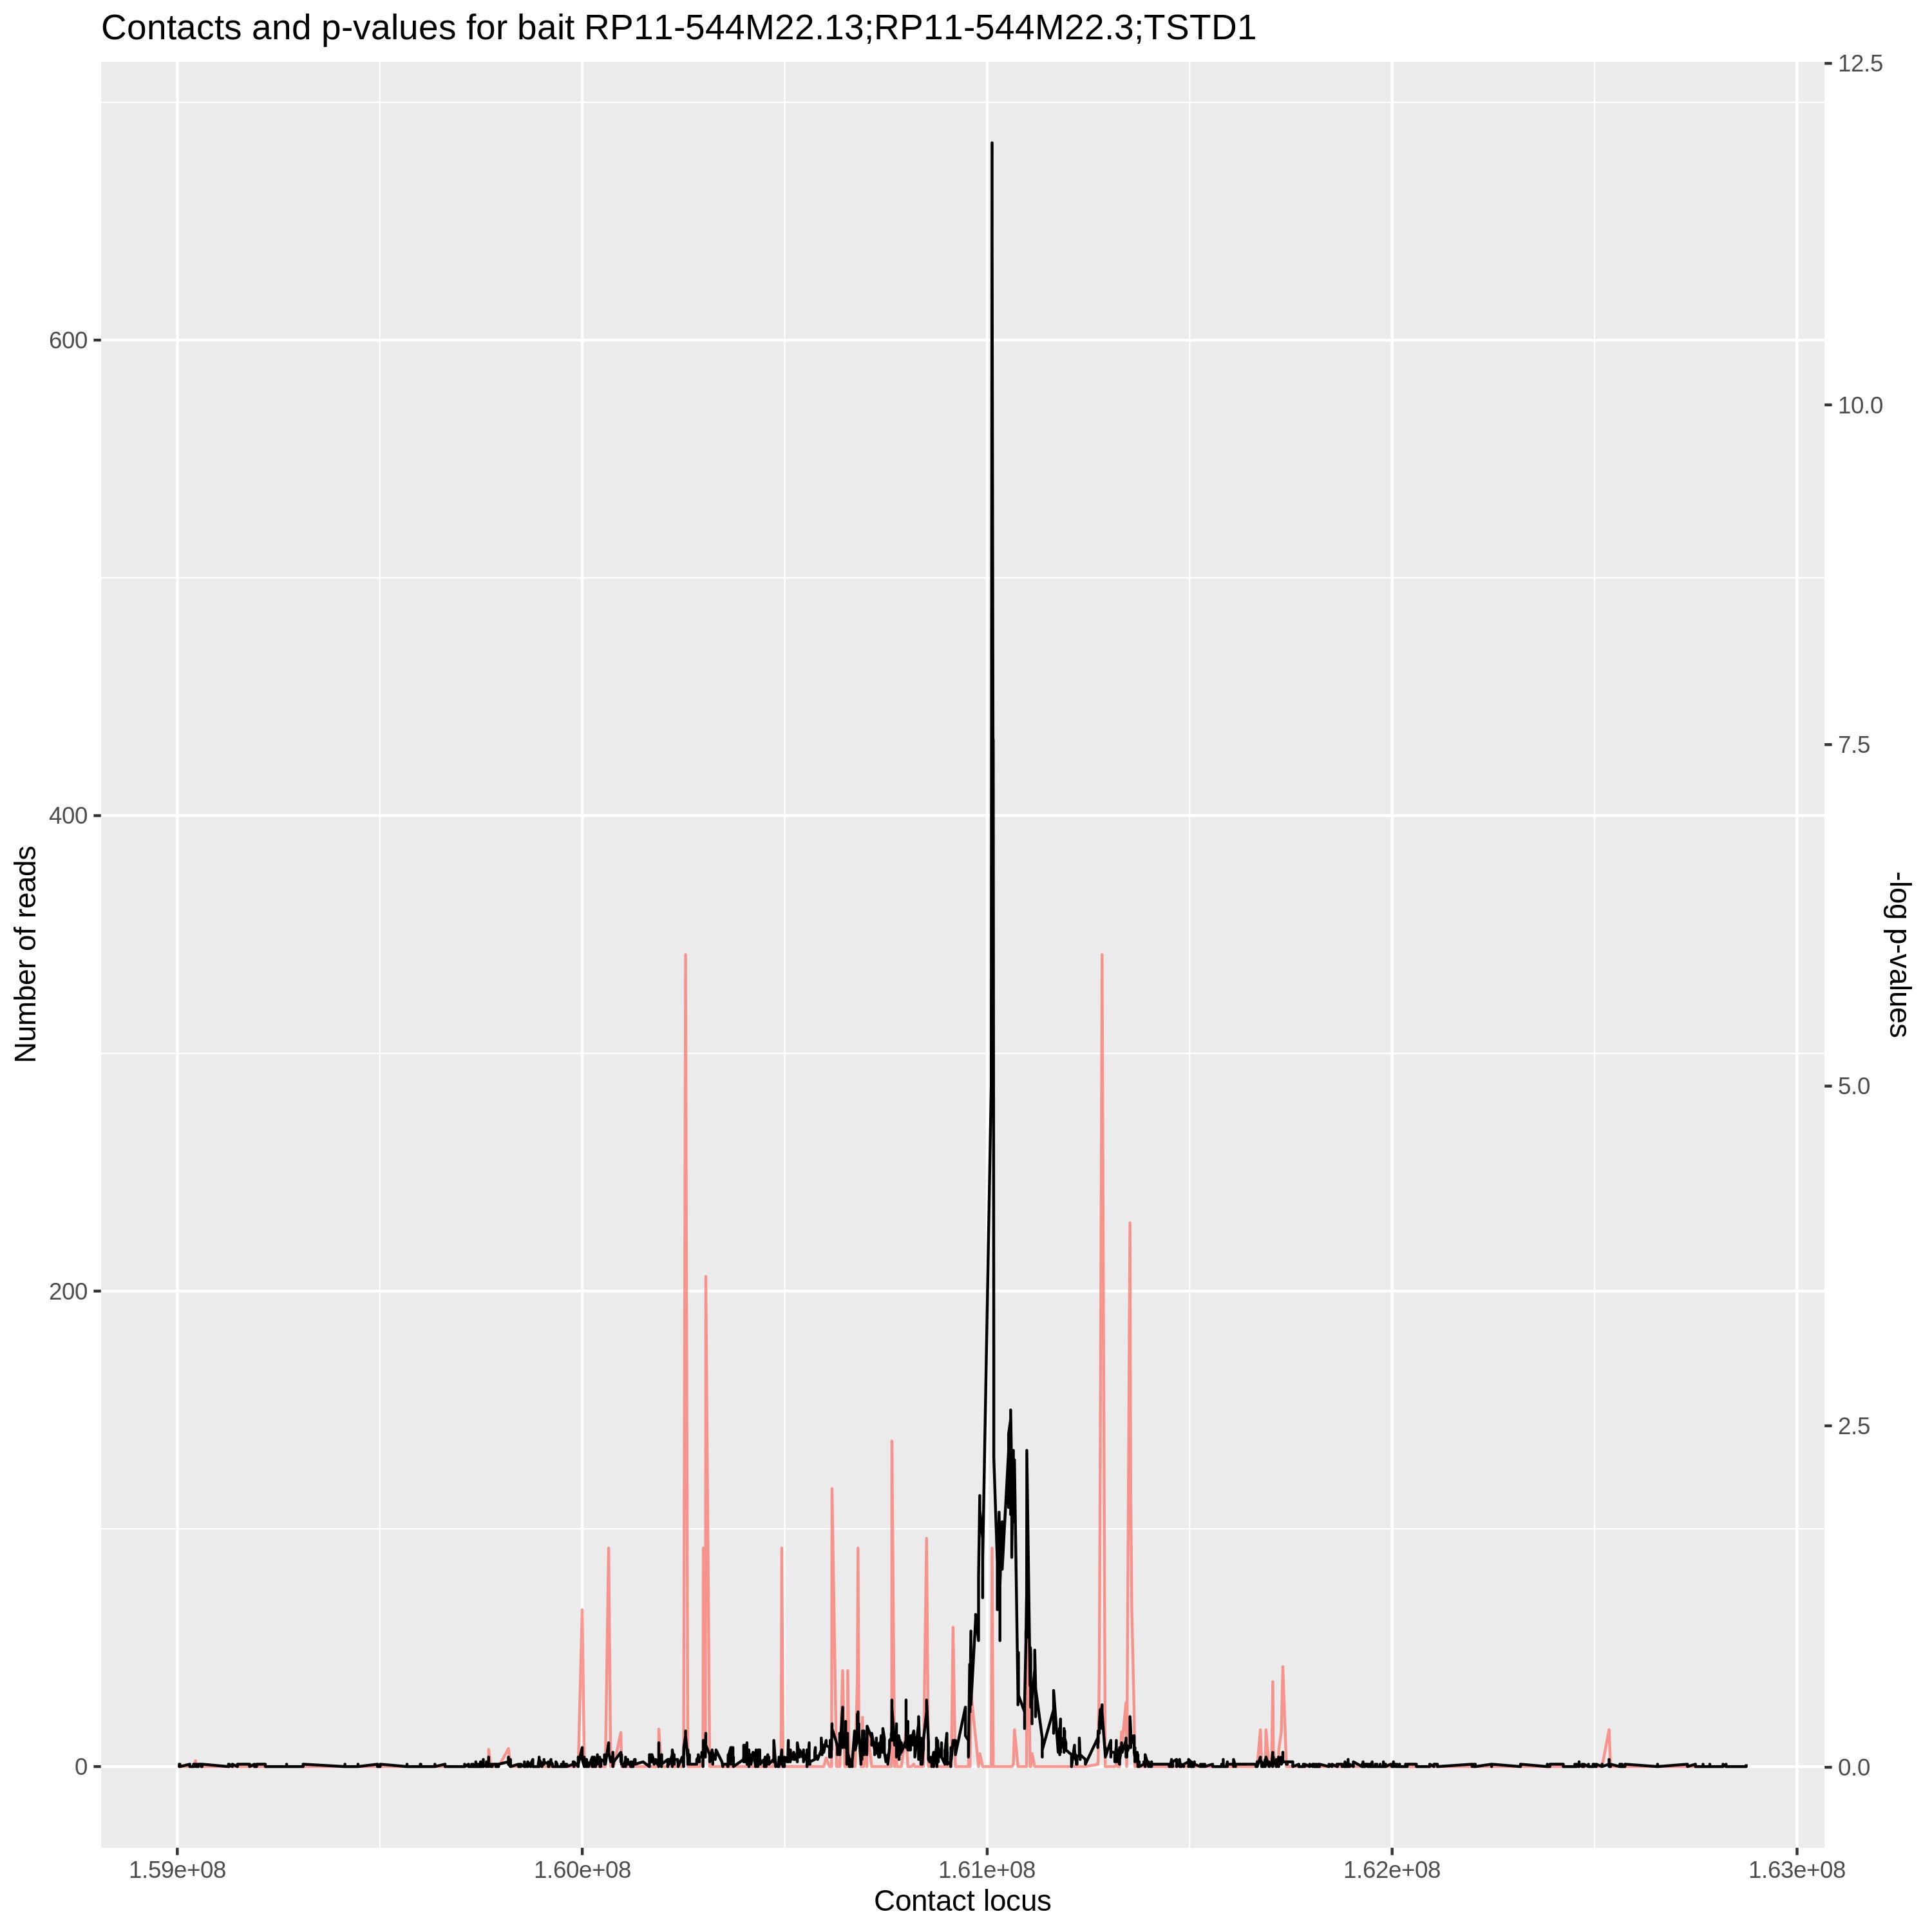 Contacts and p-values for bait RP11-544M22.13;RP11-544M22.3;TSTD1
12.5
10.0
7.5
5.0
2.5
0.0
-log p-values
600
400
200
0
Number of reads
1.59e+08
1.60e+08
1.61e+08
1.62e+08
1.63e+08
Contact locus